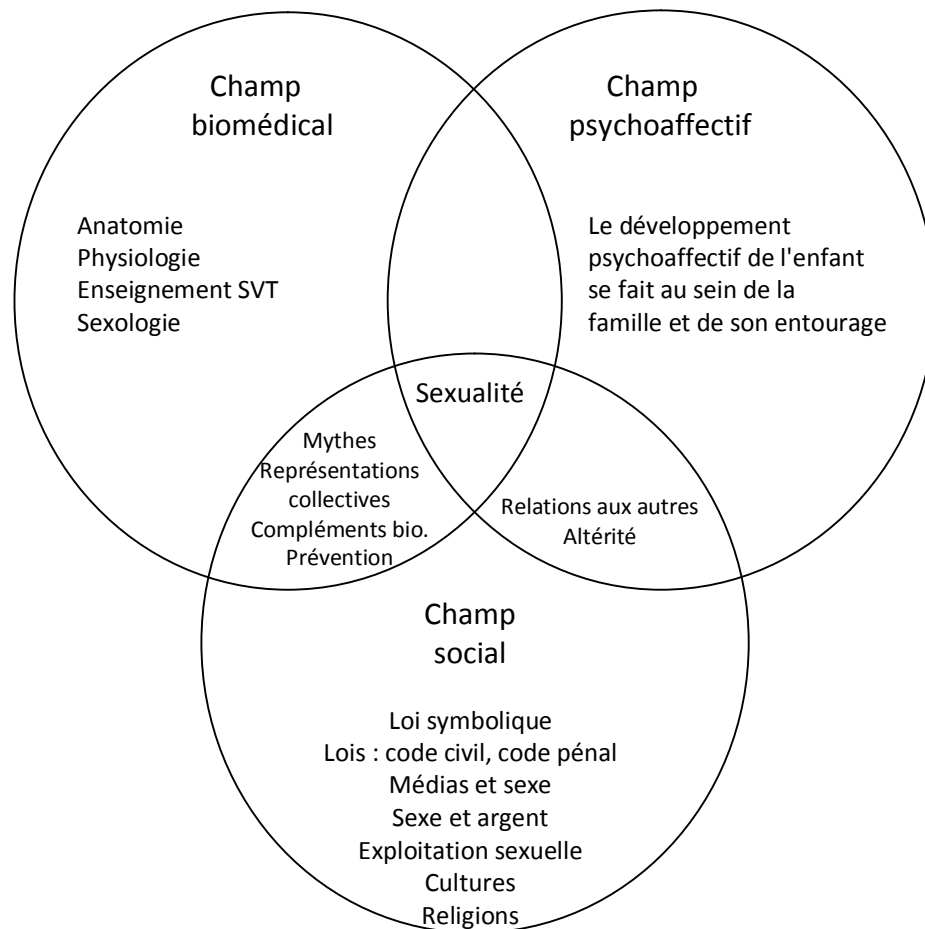 Champ
biomédical
Champ
psychoaffectif
Anatomie
Physiologie
Enseignement SVT
Sexologie
Le développement
psychoaffectif de l'enfant
se fait au sein de la
famille et de son entourage
Sexualité
Mythes
Représentations
collectives
Compléments bio.
Prévention
Relations aux autres
Altérité
Champ
social
Loi symbolique
Lois : code civil, code pénal
Médias et sexe
Sexe et argent
Exploitation sexuelle
Cultures
Religions